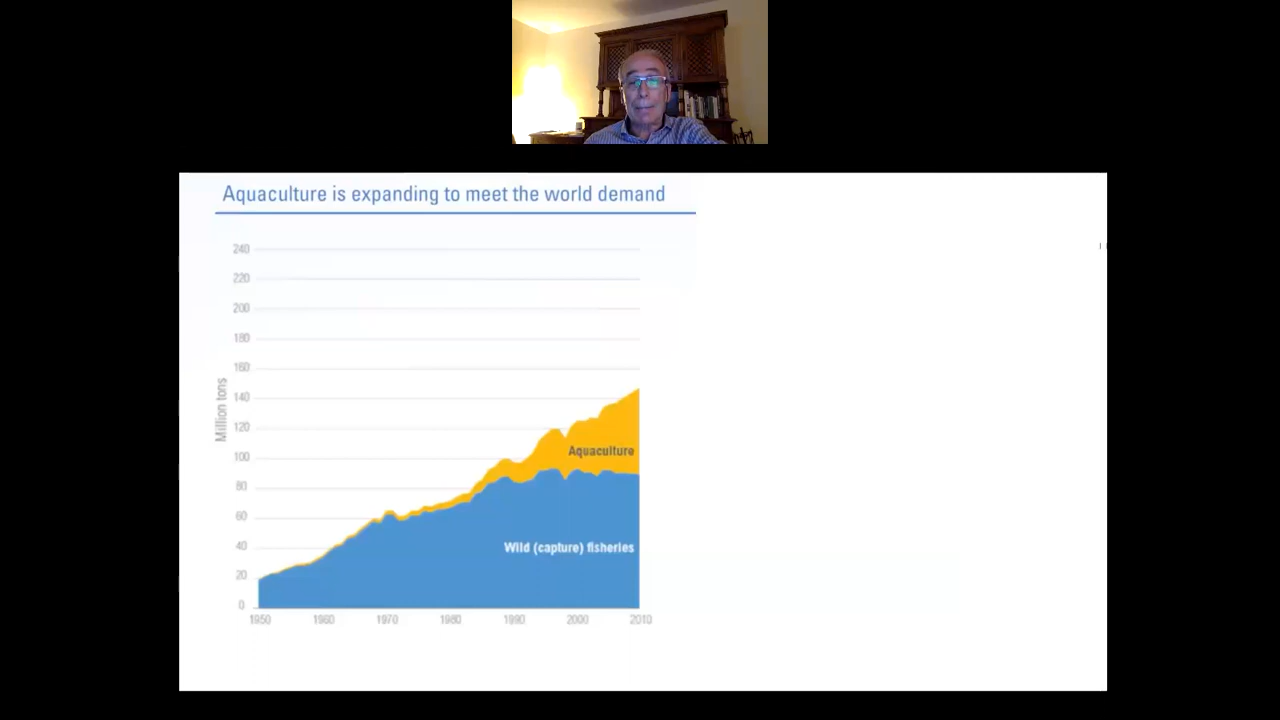 Aquaculture is expanding to meet the world demand
240
220
200
180
160
140
120
100
80
60
40
20
0
Million tons
Aquaculture
Wild (capture) fisheries
1950 1960 1970 1980 1990 2000 2010